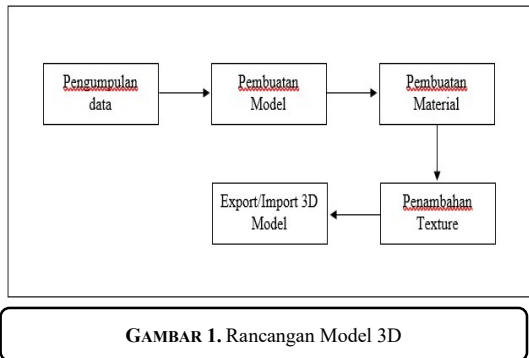 Pengumpulan
data
Pembuatan
Model
Pembuatan
Material
Penambahan
Texture
Export/Import 3D
Model
GAMBAR 1. Rancangan Model 3D